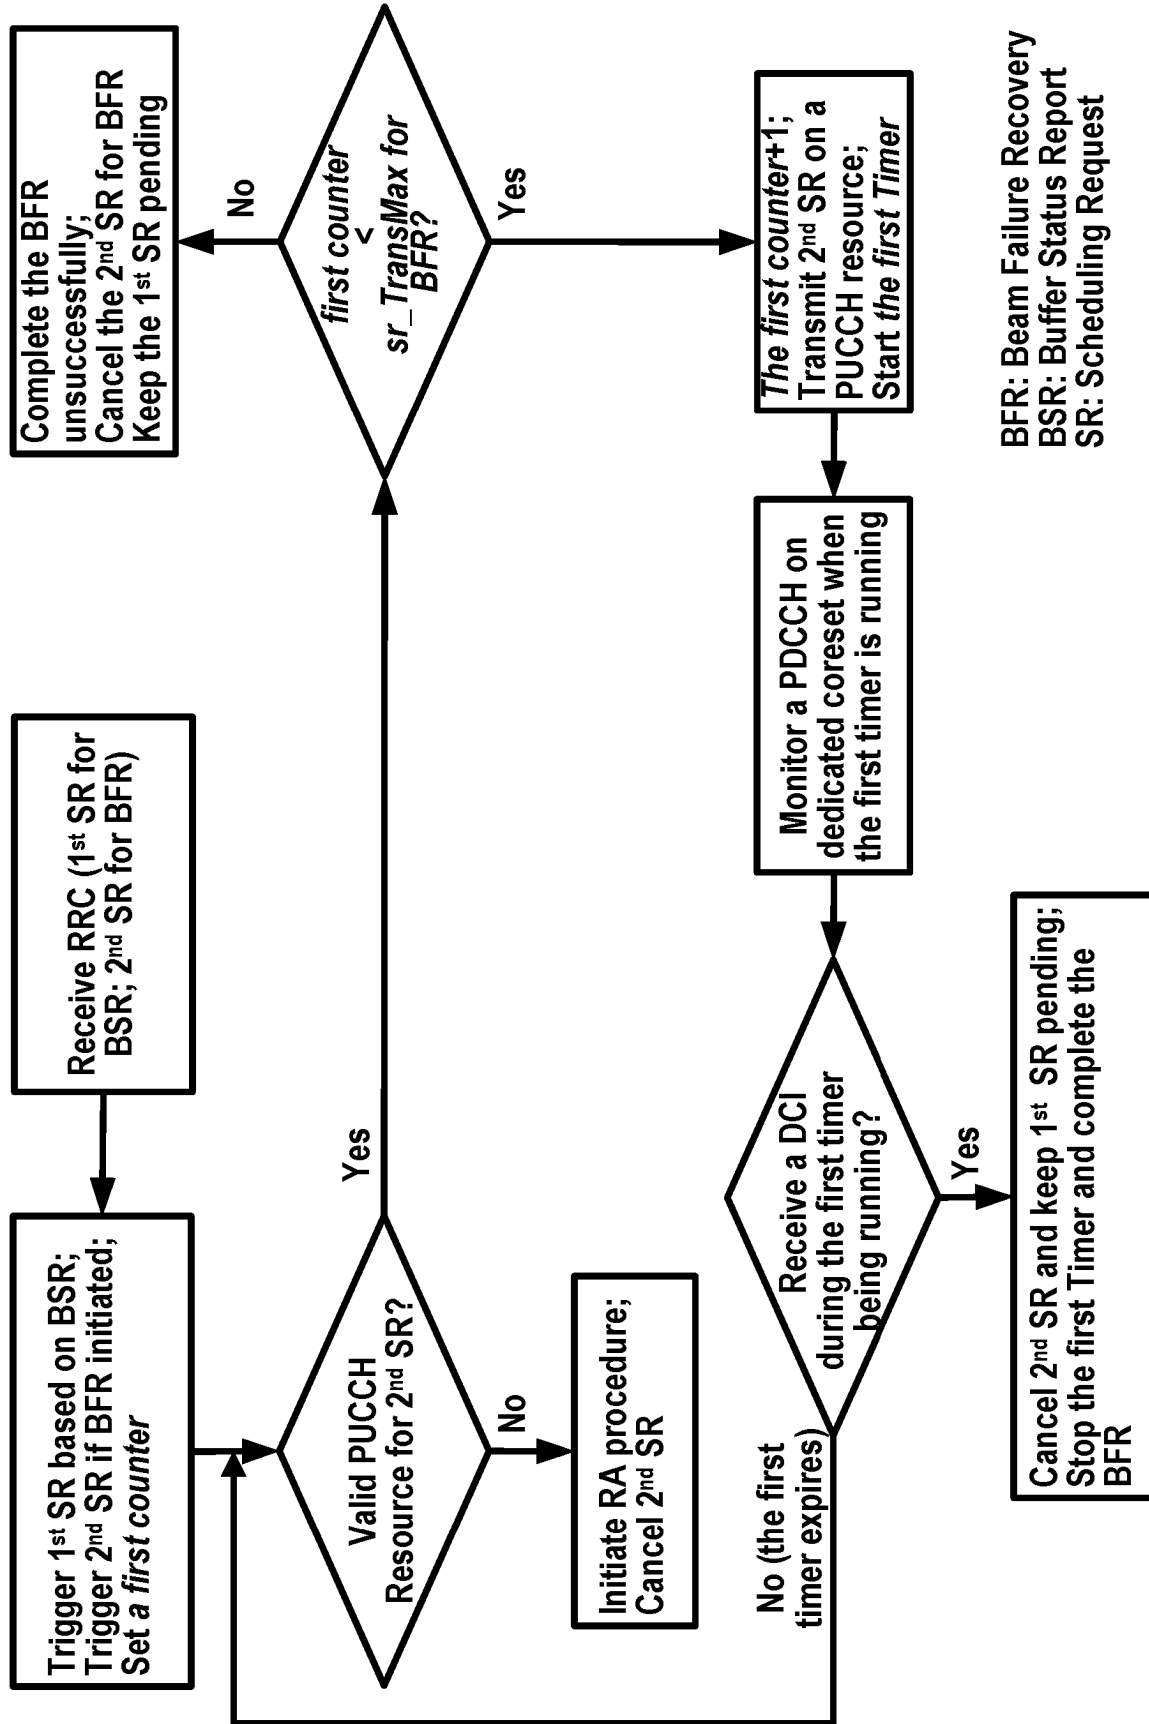 Receive RRC (1st SR for
BSR; 2nd SR for BFR)
Trigger 1st SR based on BSR;
Trigger 2nd SR if BFR initiated;
Set a first counter
Valid PUCCH
Resource for 2nd SR?
Yes
No
Initiate RA procedure;
Cancel 2nd SR
first counter
<
sr_TransMax for
BFR?
No
Complete the BFR
unsuccessfully;
Cancel the 2nd SR for BFR
Keep the 1st SR pending
Yes
The first counter+1;
Transmit 2nd SR on a
PUCCH resource;
Start the first Timer
Monitor a PDCCH on
dedicated coreset when
the first timer is running
Receive a DCI
during the first timer
being running?
No (the first
timer expires)
Yes
Cancel 2nd SR and keep 1st SR pending;
Stop the first Timer and complete the
BFR
BFR: Beam Failure Recovery
BSR: Buffer Status Report
SR: Scheduling Request